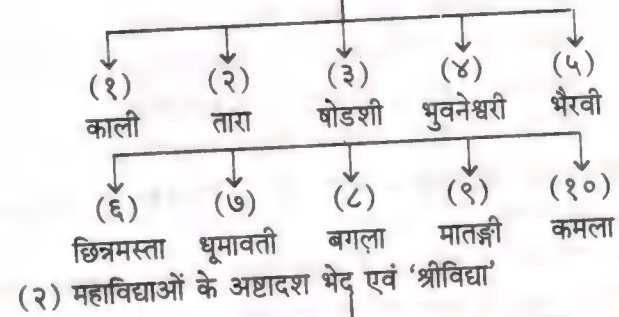 (१) (२) (३) (४) (५)
काली तारा षोडशी भुवनेश्वरी भैरवी
(६) (७) (८) (९) (१०)
छिन्नमस्ता धूमावती बगला मातङ्गी कमला
(२) महाविद्याओं के अष्टादश भेद एवं ‘श्रीविद्या’